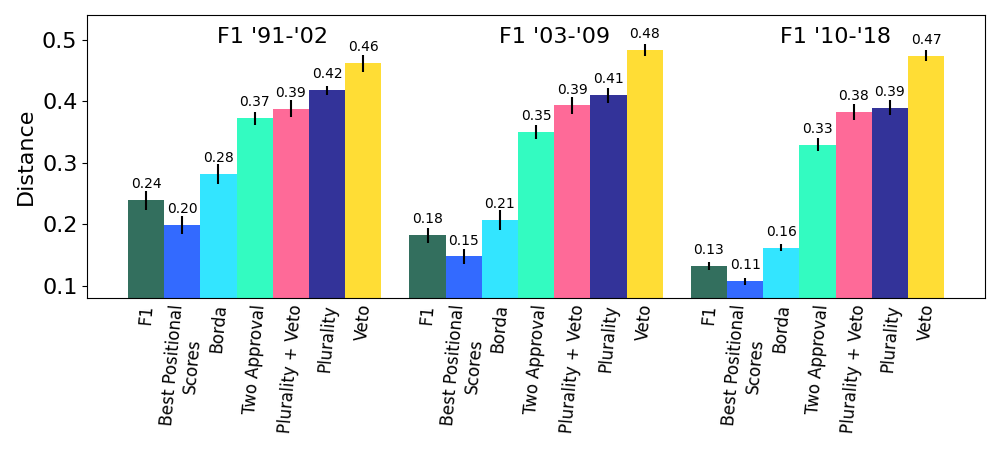 F1 '91-'02
F1 '03-'09
F1 '10-'18
Distance
0.5
0.4
0.3
0.2
0.1
0.24
0.20
0.28
0.37
0.39
0.42
0.46
0.18
0.15
0.21
0.35
0.39
0.41
0.48
0.13
0.11
0.16
0.33
0.38
0.39
0.47
F1
Best Positional
Scores
Borda
Two Approval
Plurality + Veto
Plurality
Veto
F1
Best Positional
Scores
Borda
Two Approval
Plurality + Veto
Plurality
Veto
F1
Best Positional
Scores
Borda
Two Approval
Plurality + Veto
Plurality
Veto